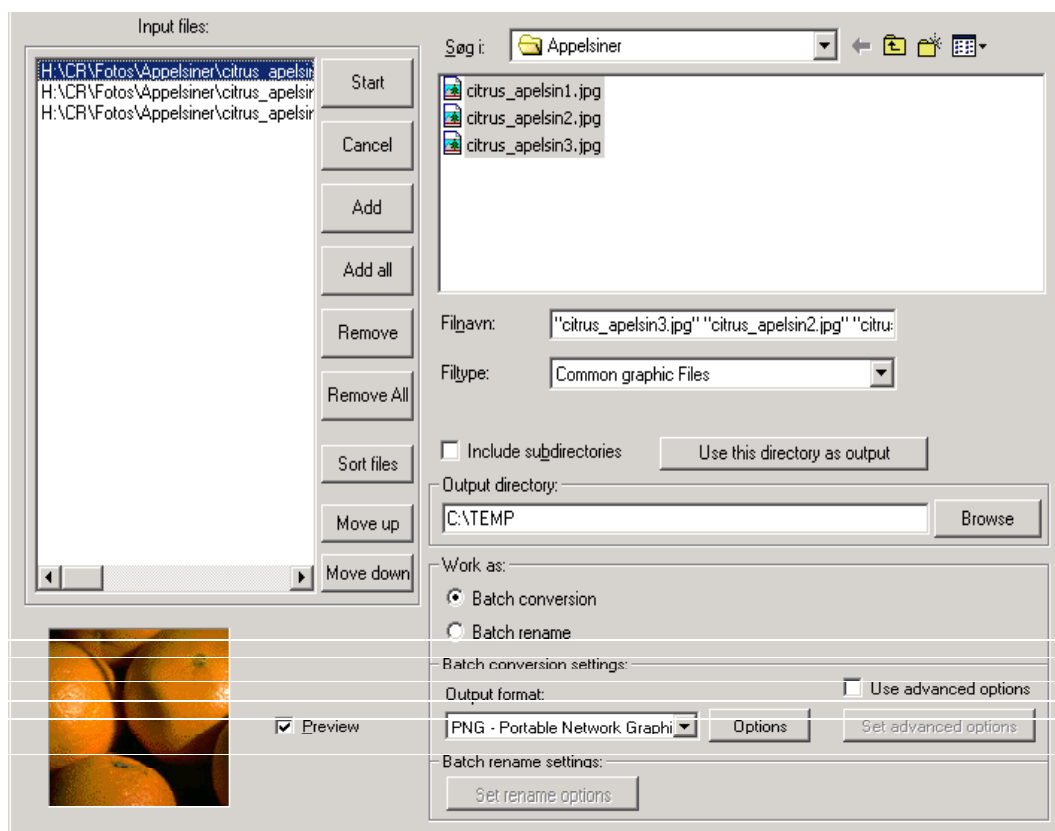 Input files:
H:\CR\Fotos\Appelsiner\citrus_apelsin
H:\CR\Fotos\Appelsiner\citrus_apelsin
H:\CR\Fotos\Appelsiner\citrus_apelsin
Start
Cancel
Add
Add all
Remove
Remove All
Sort files
Move up
Move down
Preview
Søg i:
Appelsiner
citrus_apelsin1.jpg
citrus_apelsin2.jpg
citrus_apelsin3.jpg
Filnavn:
"citrus_apelsin3.jpg" "citrus_apelsin2.jpg" "citru
Filtype:
Common graphic Files
Include subdirectories
Use this directory as output
Output directory:
C:\TEMP
Browse
Work as:
Batch conversion
Batch rename
Batch conversion settings:
Output format:
Use advanced options
PNG - Portable Network Graphi
Options
Set advanced options
Batch rename settings:
Set rename options